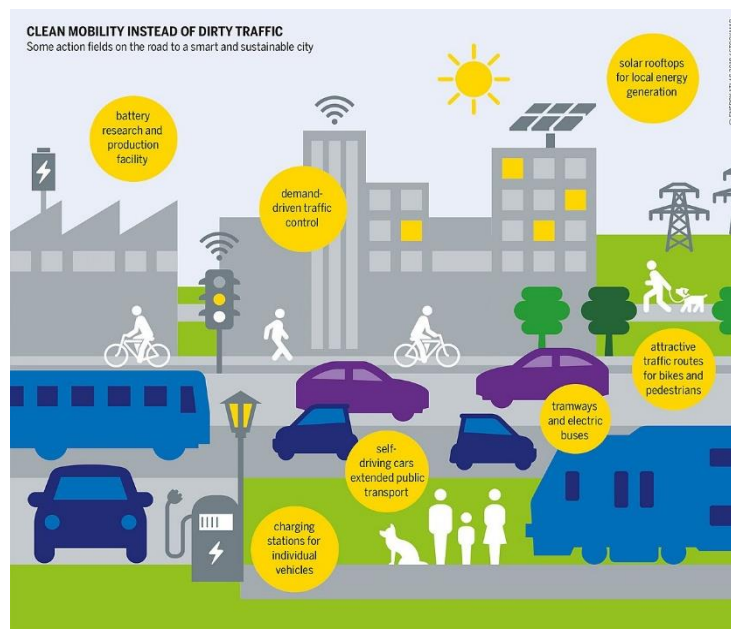 CLEAN MOBILITY INSTEAD OF DIRTY TRAFFIC
Some action fields on the road to a smart and sustainable city
solar rooftops
for local energy
generation
battery
research and
production
facility
demand-
driven traffic
control
attractive
traffic routes
for bikes and
pedestrians
tramways
and electric
buses
self-
driving cars
extended public
transport
charging
stations for
individual
vehicles